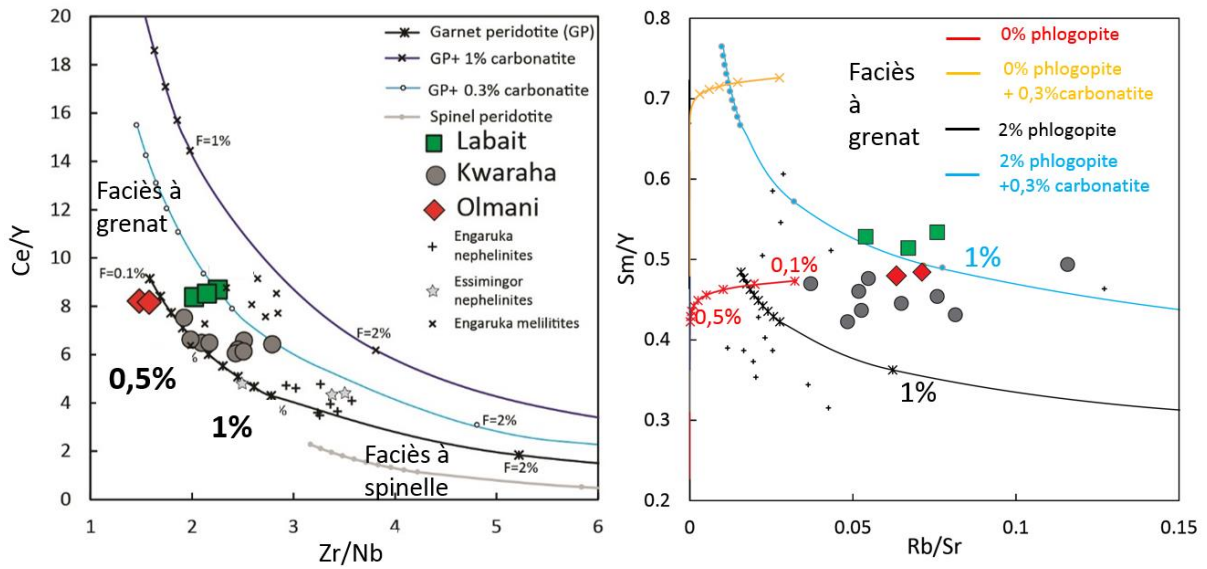 20
18
16
14
12
10
8
6
4
2
0
Ce/Y
1
2
3
4
5
6
Zr/Nb
Garnet peridotite (GP)
GP+ 1% carbonatite
GP+ 0.3% carbonatite
Spinel peridotite
Labait
Kwaraha
Olmani
Engaruka
nephelinites
Essimingor
nephelinites
Engaruka melilitites
F=1%
Faciès à
grenat
F=0.1%
F=2%
%
0,5%
%
1%
F=2%
F=2%
Faciès à
spinelle
0.8
0.7
0.6
0.5
0.4
0.3
0.2
Sm/Y
0
0.05
0.1
0.15
Rb/Sr
Faciès
à
grenat
0% phlogopite
0% phlogopite
+ 0,3%carbonatite
2% phlogopite
2% phlogopite
+0,3% carbonatite
0,1%
0,5%
1%
1%